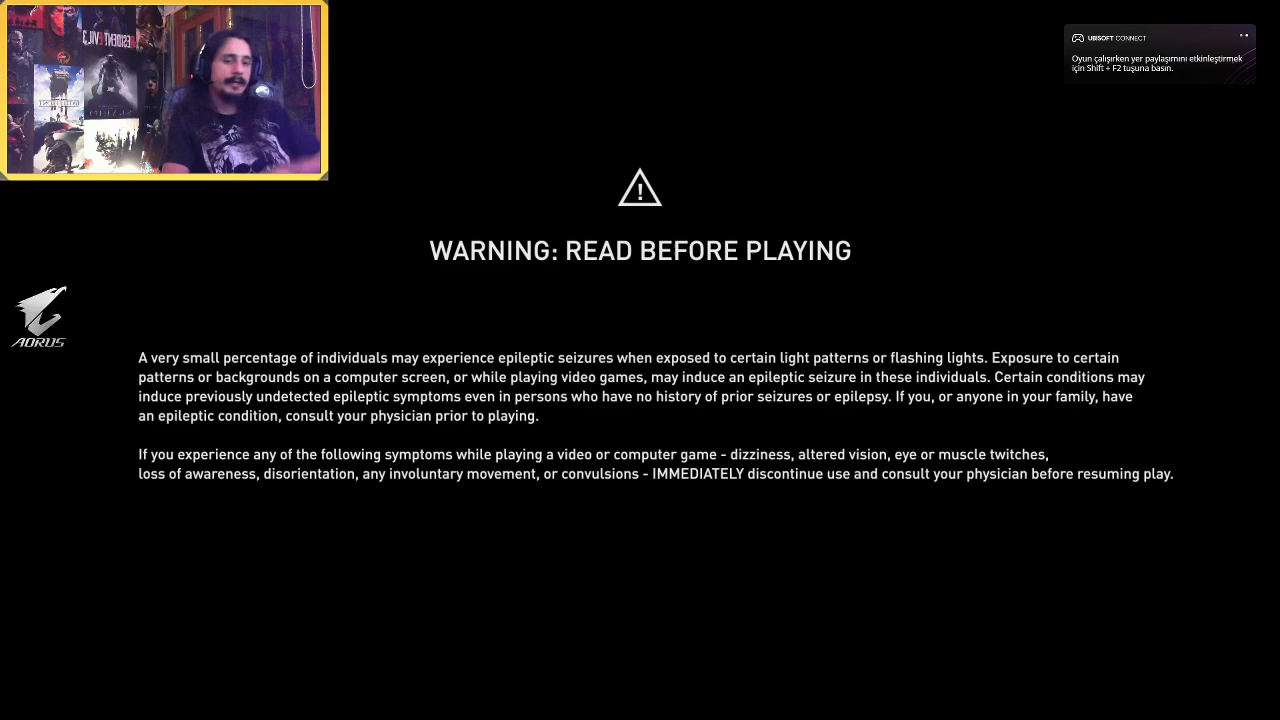 RESIDENT EVIL 2
UBISOFT CONNECT
Oyun çalışırken yer paylaşımını etkinleştirmek
için Shift + F2 tuşuna basın.
WARNING: READ BEFORE PLAYING
AORUS
A very small percentage of individuals may experience epileptic seizures when exposed to certain light patterns or flashing lights. Exposure to certain
patterns or backgrounds on a computer screen, or while playing video games, may induce an epileptic seizure in these individuals. Certain conditions may
induce previously undetected epileptic symptoms even in persons who have no history of prior seizures or epilepsy. If you, or anyone in your family, have
an epileptic condition, consult your physician prior to playing.
If you experience any of the following symptoms while playing a video or computer game - dizziness, altered vision, eye or muscle twitches,
loss of awareness, disorientation, any involuntary movement, or convulsions - IMMEDIATELY discontinue use and consult your physician before resuming play.